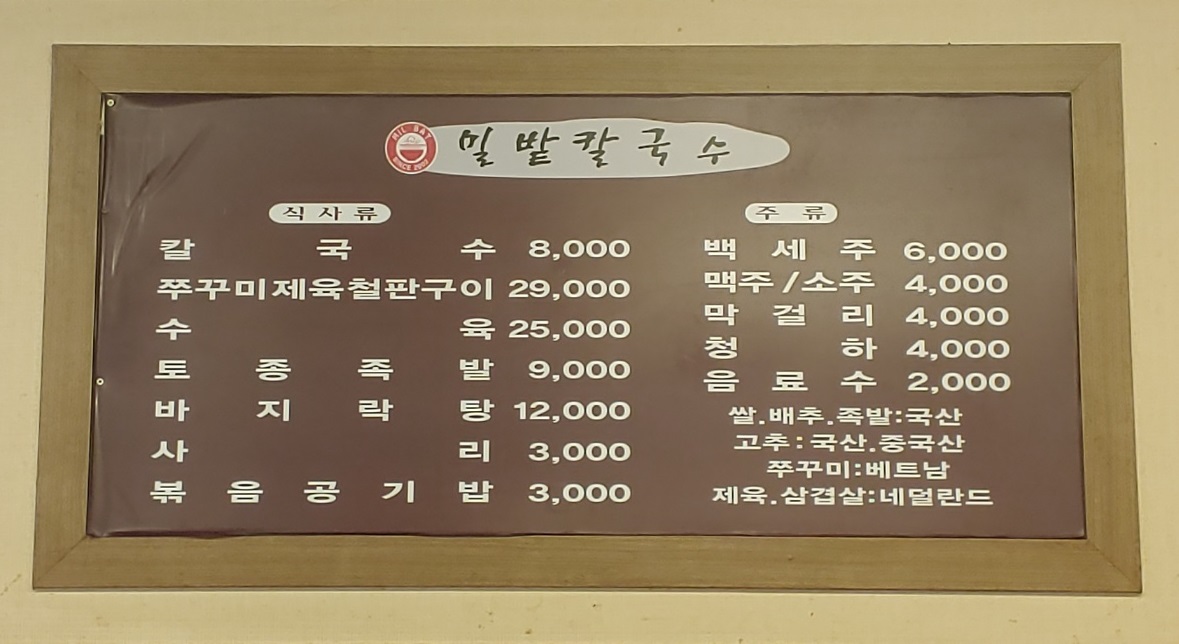 MIL BAT
SINCE 2002
밀밭칼국수
식사류
칼국수 8,000
쭈꾸미제육철판구이 29,000
수육 25,000
토종족발 9,000
바지락탕 12,000
사리 3,000
볶음공기밥 3,000
주류
백세주 6,000
맥주/소주 4,000
막걸리 4,000
청하 4,000
음료수 2,000
쌀.배추.족발:국산
고추:국산.중국산
쭈꾸미:베트남
제육.삼겹살:네덜란드